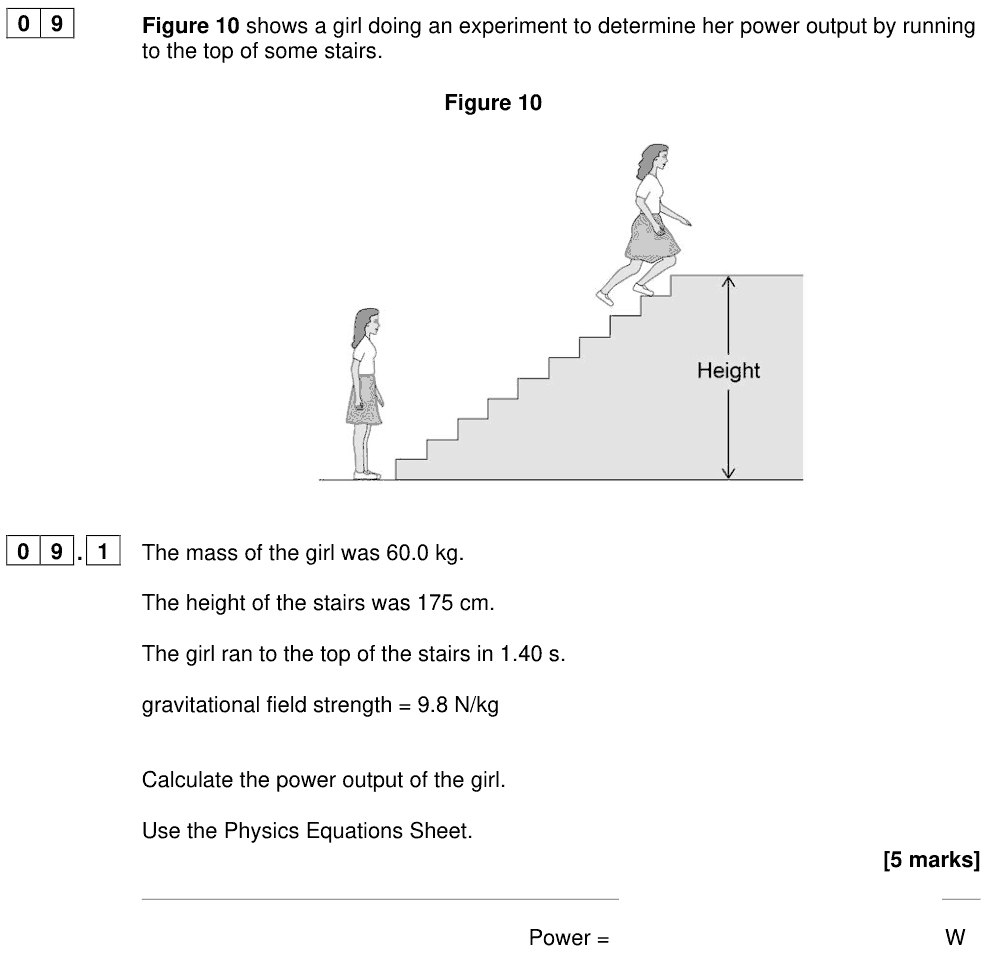 0 9 Figure 10 shows a girl doing an experiment to determine her power output by running
to the top of some stairs.
Figure 10
Height
0 9 . 1 The mass of the girl was 60.0 kg.
The height of the stairs was 175 cm.
The girl ran to the top of the stairs in 1.40 s.
gravitational field strength = 9.8 N/kg
Calculate the power output of the girl.
Use the Physics Equations Sheet.
[5 marks]
Power = W